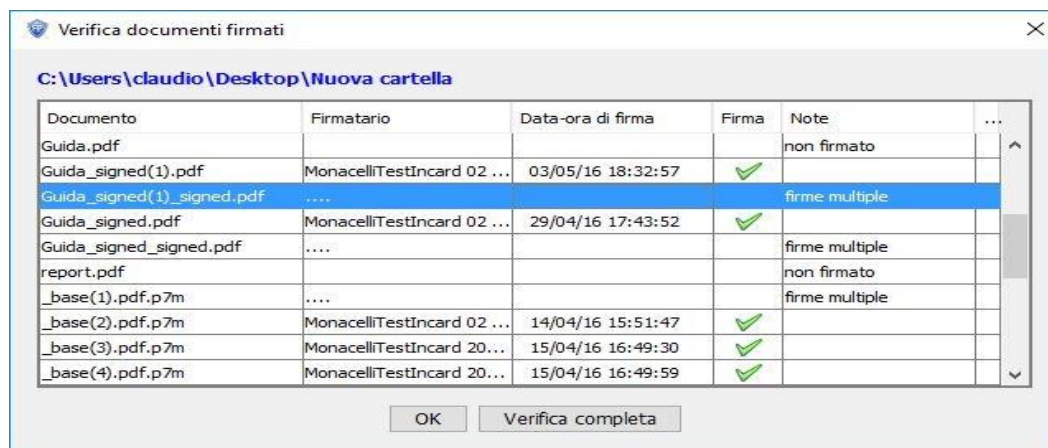 Verifica documenti firmati
C:\Users\claudio\Desktop\Nuova cartella
Documento Firmatario Data-ora di firma Firma Note ...
Guida.pdf non firmato
Guida_signed(1).pdf MonacelliTestIncard 02 ... 03/05/16 18:32:57
Guida_signed(1)_signed.pdf .... firme multiple
Guida_signed.pdf MonacelliTestIncard 02 ... 29/04/16 17:43:52
Guida_signed_signed.pdf .... firme multiple
report.pdf non firmato
_base(1).pdf.p7m .... firme multiple
_base(2).pdf.p7m MonacelliTestIncard 02 ... 14/04/16 15:51:47
_base(3).pdf.p7m MonacelliTestIncard 20... 15/04/16 16:49:30
_base(4).pdf.p7m MonacelliTestIncard 20... 15/04/16 16:49:59
OK Verifica completa